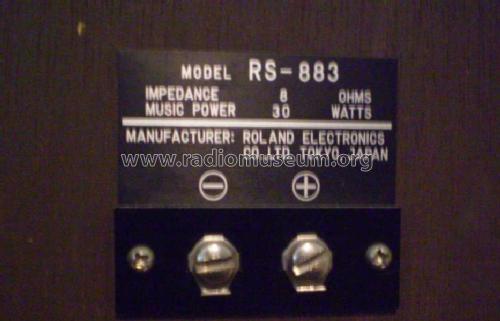 MODEL RS-883
IMPEDANCE 8 OHMS
MUSIC POWER 30 WATTS
MANUFACTURER: ROLAND ELECTRONICS
CO.LTD. TOKYO. JAPAN
www.radiomuseum.org
− +